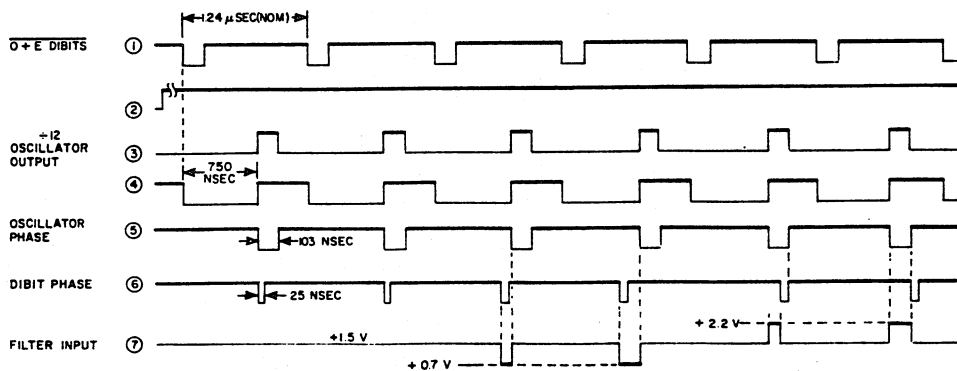 1.24 μSEC(NOM)
O + E DIBITS ①
②
÷12
OSCILLATOR
OUTPUT ③
750
NSEC
④
OSCILLATOR
PHASE ⑤
103 NSEC
DIBIT PHASE ⑥
25 NSEC
+ 2.2 V
FILTER INPUT ⑦
+1.5 V
+ 0.7 V